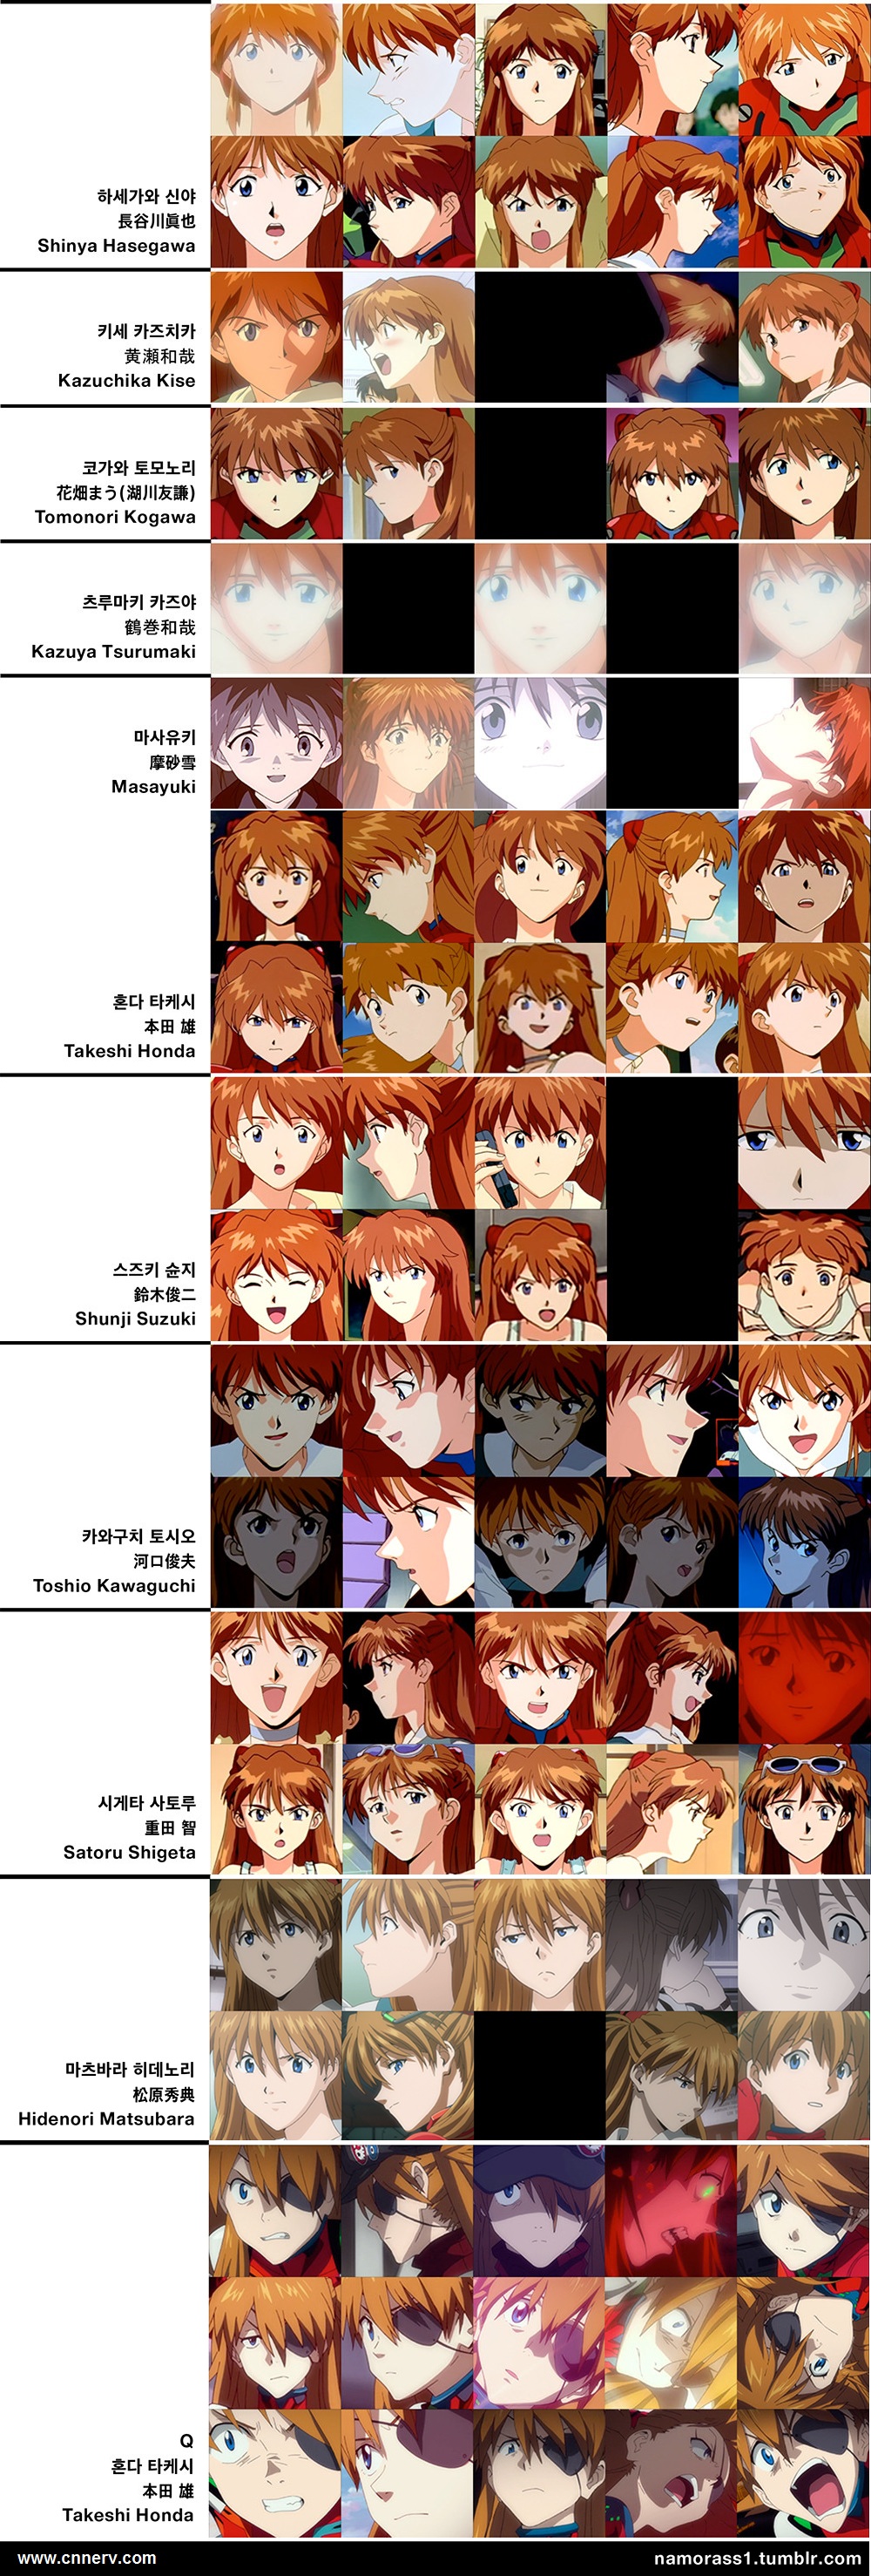 하세가와 신야
長谷川眞也
Shinya Hasegawa
키세 카즈치카
黄瀬和哉
Kazuchika Kise
코가와 토모노리
花畑まう(湖川友謙)
Tomonori Kogawa
츠루마키 카즈야
鶴巻和哉
Kazuya Tsurumaki
마사유키
摩砂雪
Masayuki
혼다 타케시
本田 雄
Takeshi Honda
스즈키 슌지
鈴木俊二
Shunji Suzuki
카와구치 토시오
河口俊夫
Toshio Kawaguchi
시게타 사토루
重田 智
Satoru Shigeta
마츠바라 히데노리
松原秀典
Hidenori Matsubara
Q
혼다 타케시
本田 雄
Takeshi Honda
www.cnnerv.com
namorass1.tumblr.com